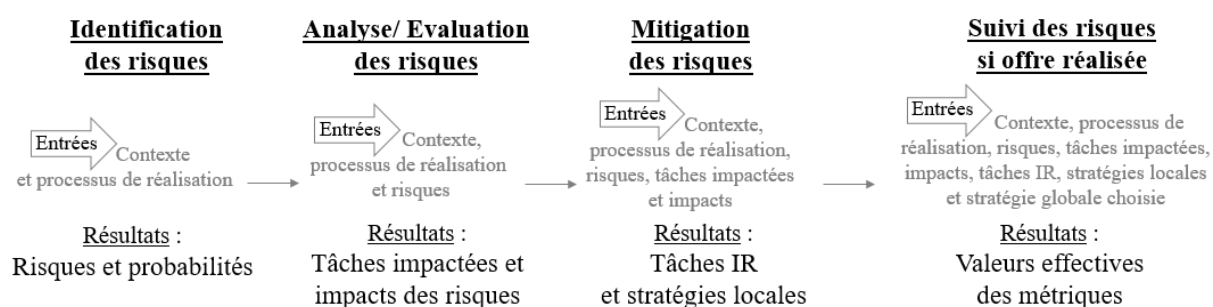 Identification
des risques
Entrées
Contexte
et processus de réalisation
Résultats :
Risques et probabilités
Analyse/ Evaluation
des risques
Entrées
Contexte,
processus de réalisation
et risques
Résultats :
Tâches impactées et
impacts des risques
Mitigation
des risques
Entrées
Contexte,
processus de réalisation,
risques, tâches impactées
et impacts
Résultats :
Tâches IR
et stratégies locales
Suivi des risques
si offre réalisée
Entrées
Contexte, processus de
réalisation, risques, tâches impactées,
impacts, tâches IR, stratégies locales
et stratégie globale choisie
Résultats :
Valeurs effectives
des métriques